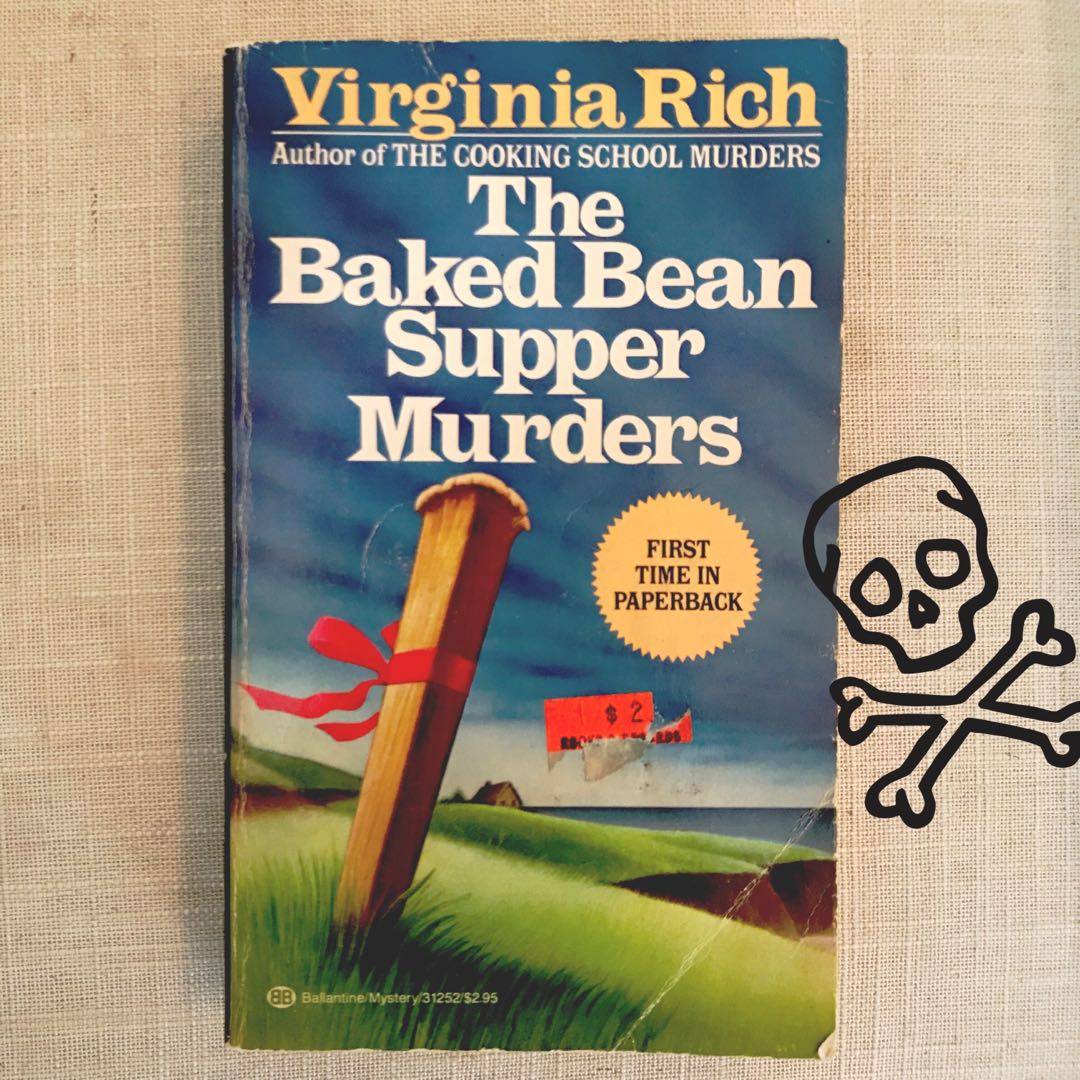 Virginia Rich
Author of THE COOKING SCHOOL MURDERS
The
Baked Bean
Supper
Murders
FIRST
TIME IN
PAPERBACK
$ 2
BB Ballantine/Mystery/31252/$2.95